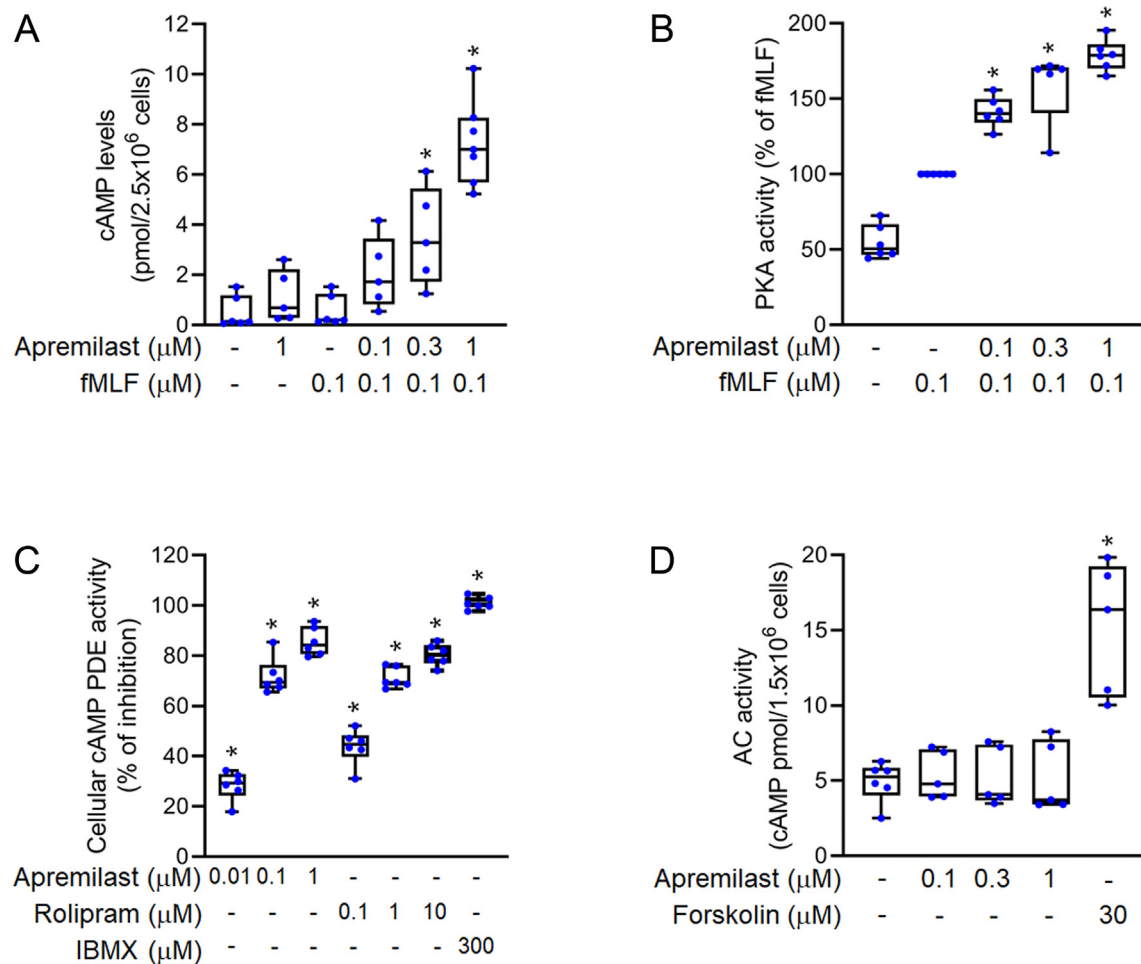 A
cAMP levels
(pmol/2.5x10⁶ cells)
12
10
8
6
4
2
0
* * *
Apremilast (μM) - 1 - 0.1 0.3 1
fMLF (μM) - - 0.1 0.1 0.1 0.1
B
PKA activity (% of fMLF)
200
150
100
50
0
* * *
Apremilast (μM) - - 0.1 0.3 1
fMLF (μM) - 0.1 0.1 0.1 0.1
C
Cellular cAMP PDE activity
(% of inhibition)
120
100
80
60
40
20
0
* * * * * * *
Apremilast (μM) 0.01 0.1 1 - - - -
Rolipram (μM) - - - 0.1 1 10 -
IBMX (μM) - - - - - - 300
D
AC activity
(cAMP pmol/1.5x10⁶ cells)
20
15
10
5
0
*
Apremilast (μM) - 0.1 0.3 1 -
Forskolin (μM) - - - - 30